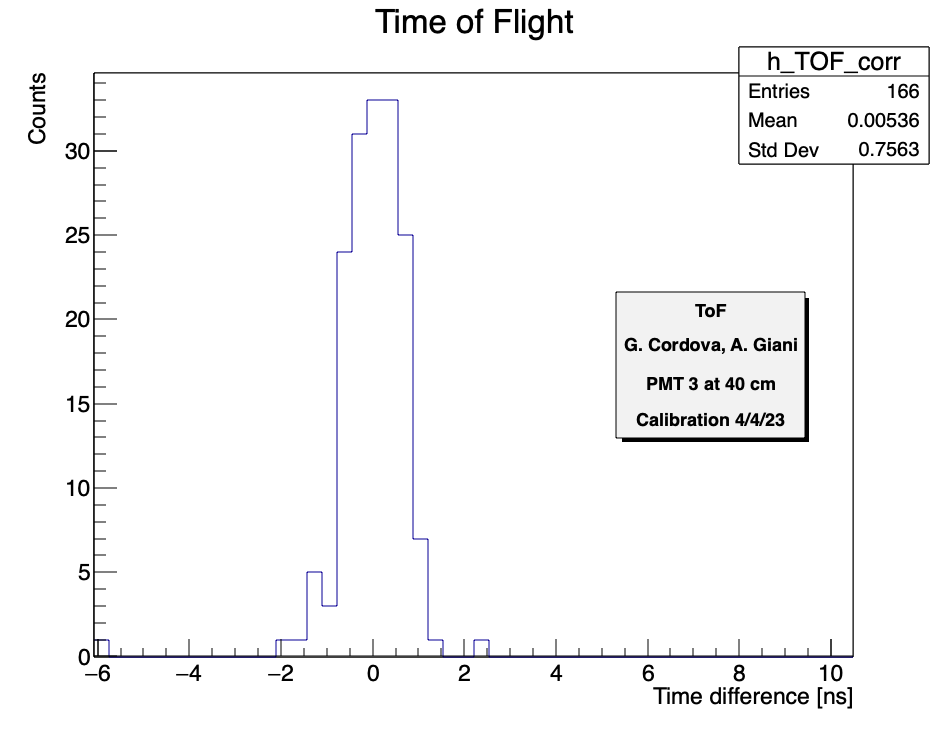 Time of Flight
h_TOF_corr
Entries 166
Mean 0.00536
Std Dev 0.7563
Counts
30
25
20
15
10
5
0
ToF
G. Cordova, A. Giani
PMT 3 at 40 cm
Calibration 4/4/23
−6 −4 −2 0 2 4 6 8 10
Time difference [ns]